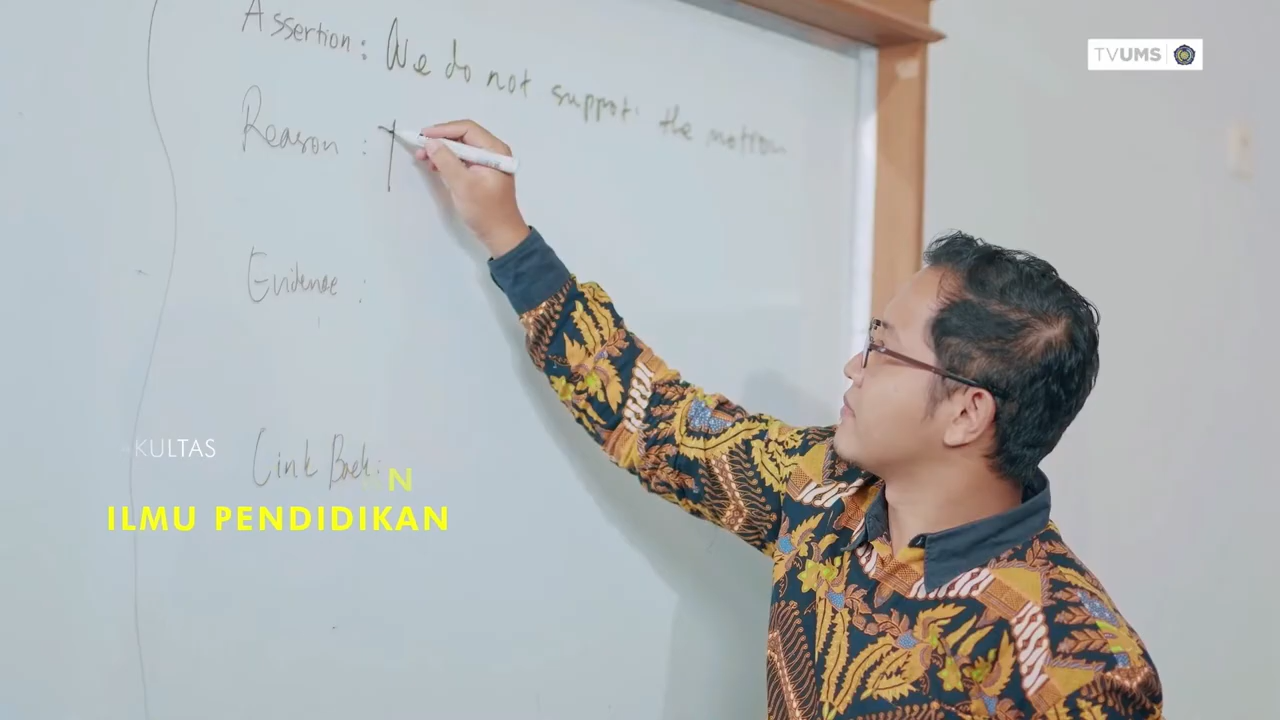 Assertion: We do not support the motion
Reason :
Evidence :
Link Back:
KULTAS
N
ILMU PENDIDIKAN
TVUMS